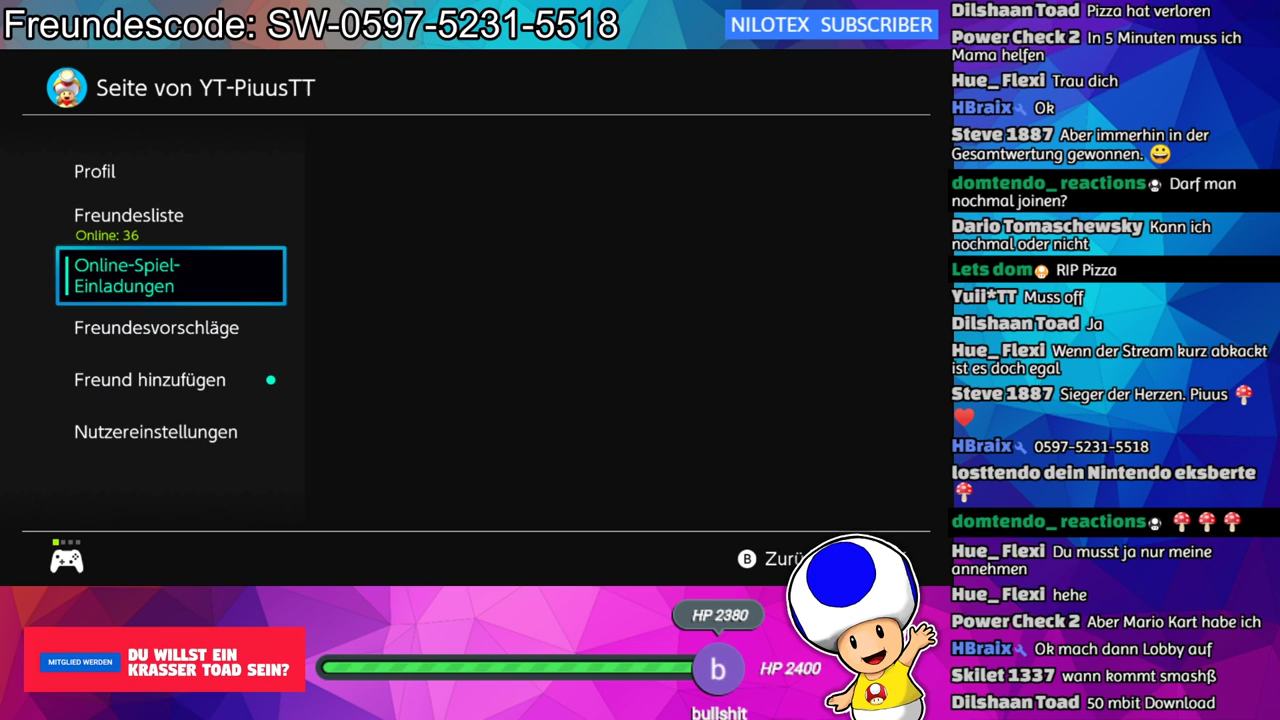 Freundescode: SW-0597-5231-5518
NILOTEX SUBSCRIBER
Seite von YT-PiuusTT
Profil
Freundesliste
Online: 36
Online-Spiel-
Einladungen
Freundesvorschläge
Freund hinzufügen
Nutzereinstellungen
B
MITGLIED WERDEN
DU WILLST EIN
KRASSER TOAD SEIN?
HP 2380
b
HP 2400
bullshit
Dilshaan Toad Pizza hat verloren
Power Check 2 In 5 Minuten muss ich
Mama helfen
Hue_Flexi Trau dich
HBraix Ok
Steve 1887 Aber immerhin in der
Gesamtwertung gewonnen. 😀
domtendo_reactions Darf man
nochmal joinen?
Dario Tomaschewsky Kann ich
nochmal oder nicht
Lets dom RIP Pizza
Yuii*TT Muss off
Dilshaan Toad Ja
Hue_Flexi Wenn der Stream kurz abkackt
ist es doch egal
Steve 1887 Sieger der Herzen. Piuus 🍄
❤️
HBraix 0597-5231-5518
losttendo dein Nintendo eksberte
🍄
domtendo_reactions 🍄 🍄 🍄
Hue_Flexi Du musst ja nur meine
annehmen
Hue_Flexi hehe
Power Check 2 Aber Mario Kart habe ich
HBraix Ok mach dann Lobby auf
Skilet 1337 wann kommt smashß
Dilshaan Toad 50 mbit Download